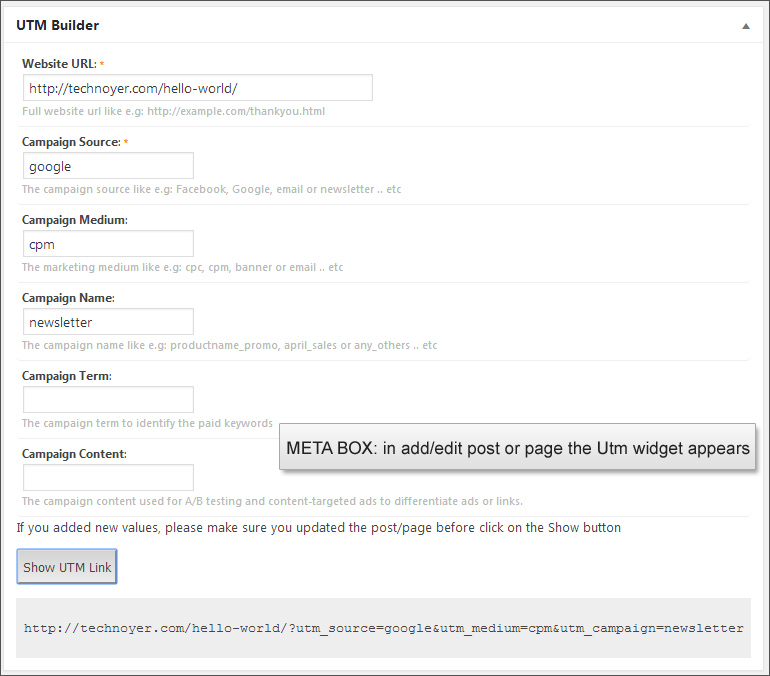 UTM Builder
Website URL: *
http://technoyer.com/hello-world/
Full website url like e.g: http://example.com/thankyou.html
Campaign Source: *
google
The campaign source like e.g: Facebook, Google, email or newsletter .. etc
Campaign Medium:
cpm
The marketing medium like e.g: cpc, cpm, banner or email .. etc
Campaign Name:
newsletter
The campaign name like e.g: productname_promo, april_sales or any_others .. etc
Campaign Term:
The campaign term to identify the paid keywords
META BOX: in add/edit post or page the Utm widget appears
Campaign Content:
The campaign content used for A/B testing and content-targeted ads to differentiate ads or links.
If you added new values, please make sure you updated the post/page before click on the Show button
Show UTM Link
http://technoyer.com/hello-world/?utm_source=google&utm_medium=cpm&utm_campaign=newsletter